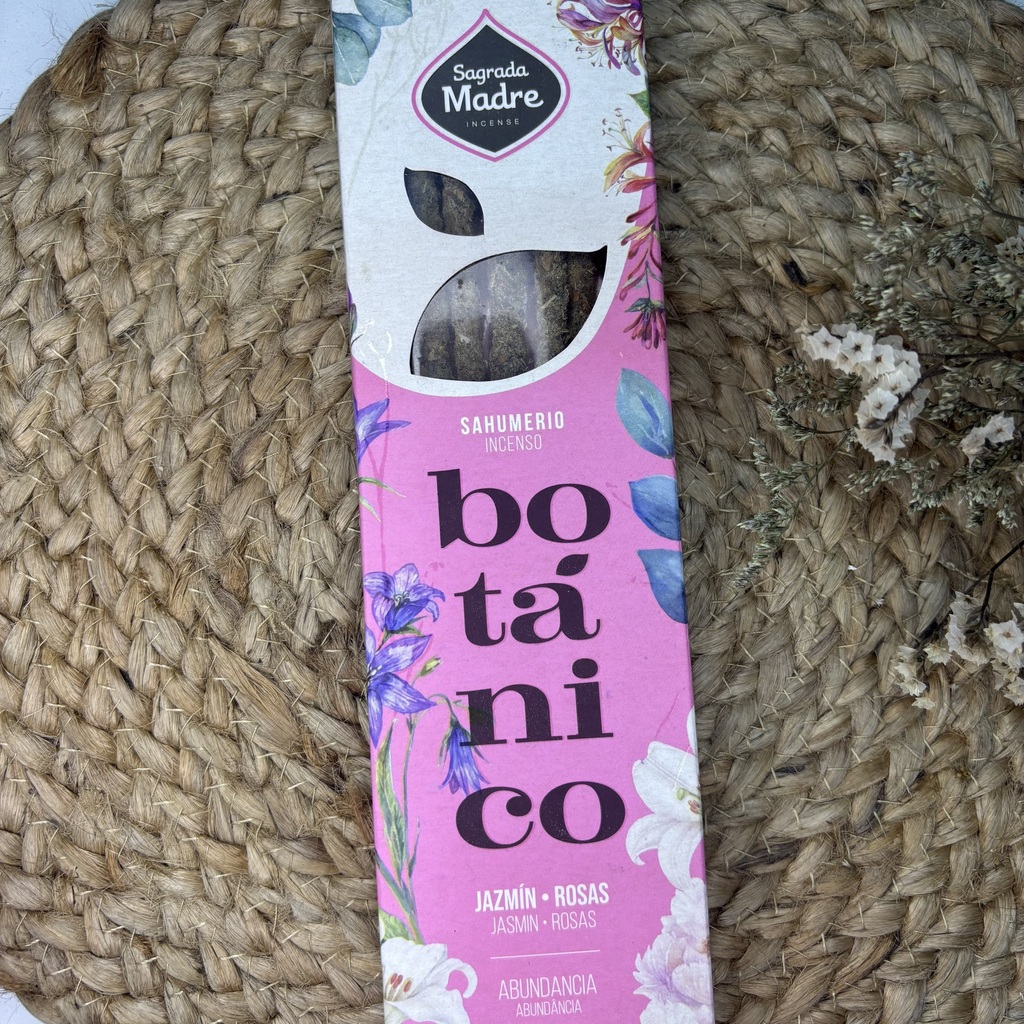 Sagrada
Madre
INCENSE
SAHUMERIO
INCENSO
bo
tá
ni
co
JAZMÍN • ROSAS
JASMIN • ROSAS
ABUNDANCIA
ABUNDÂNCIA